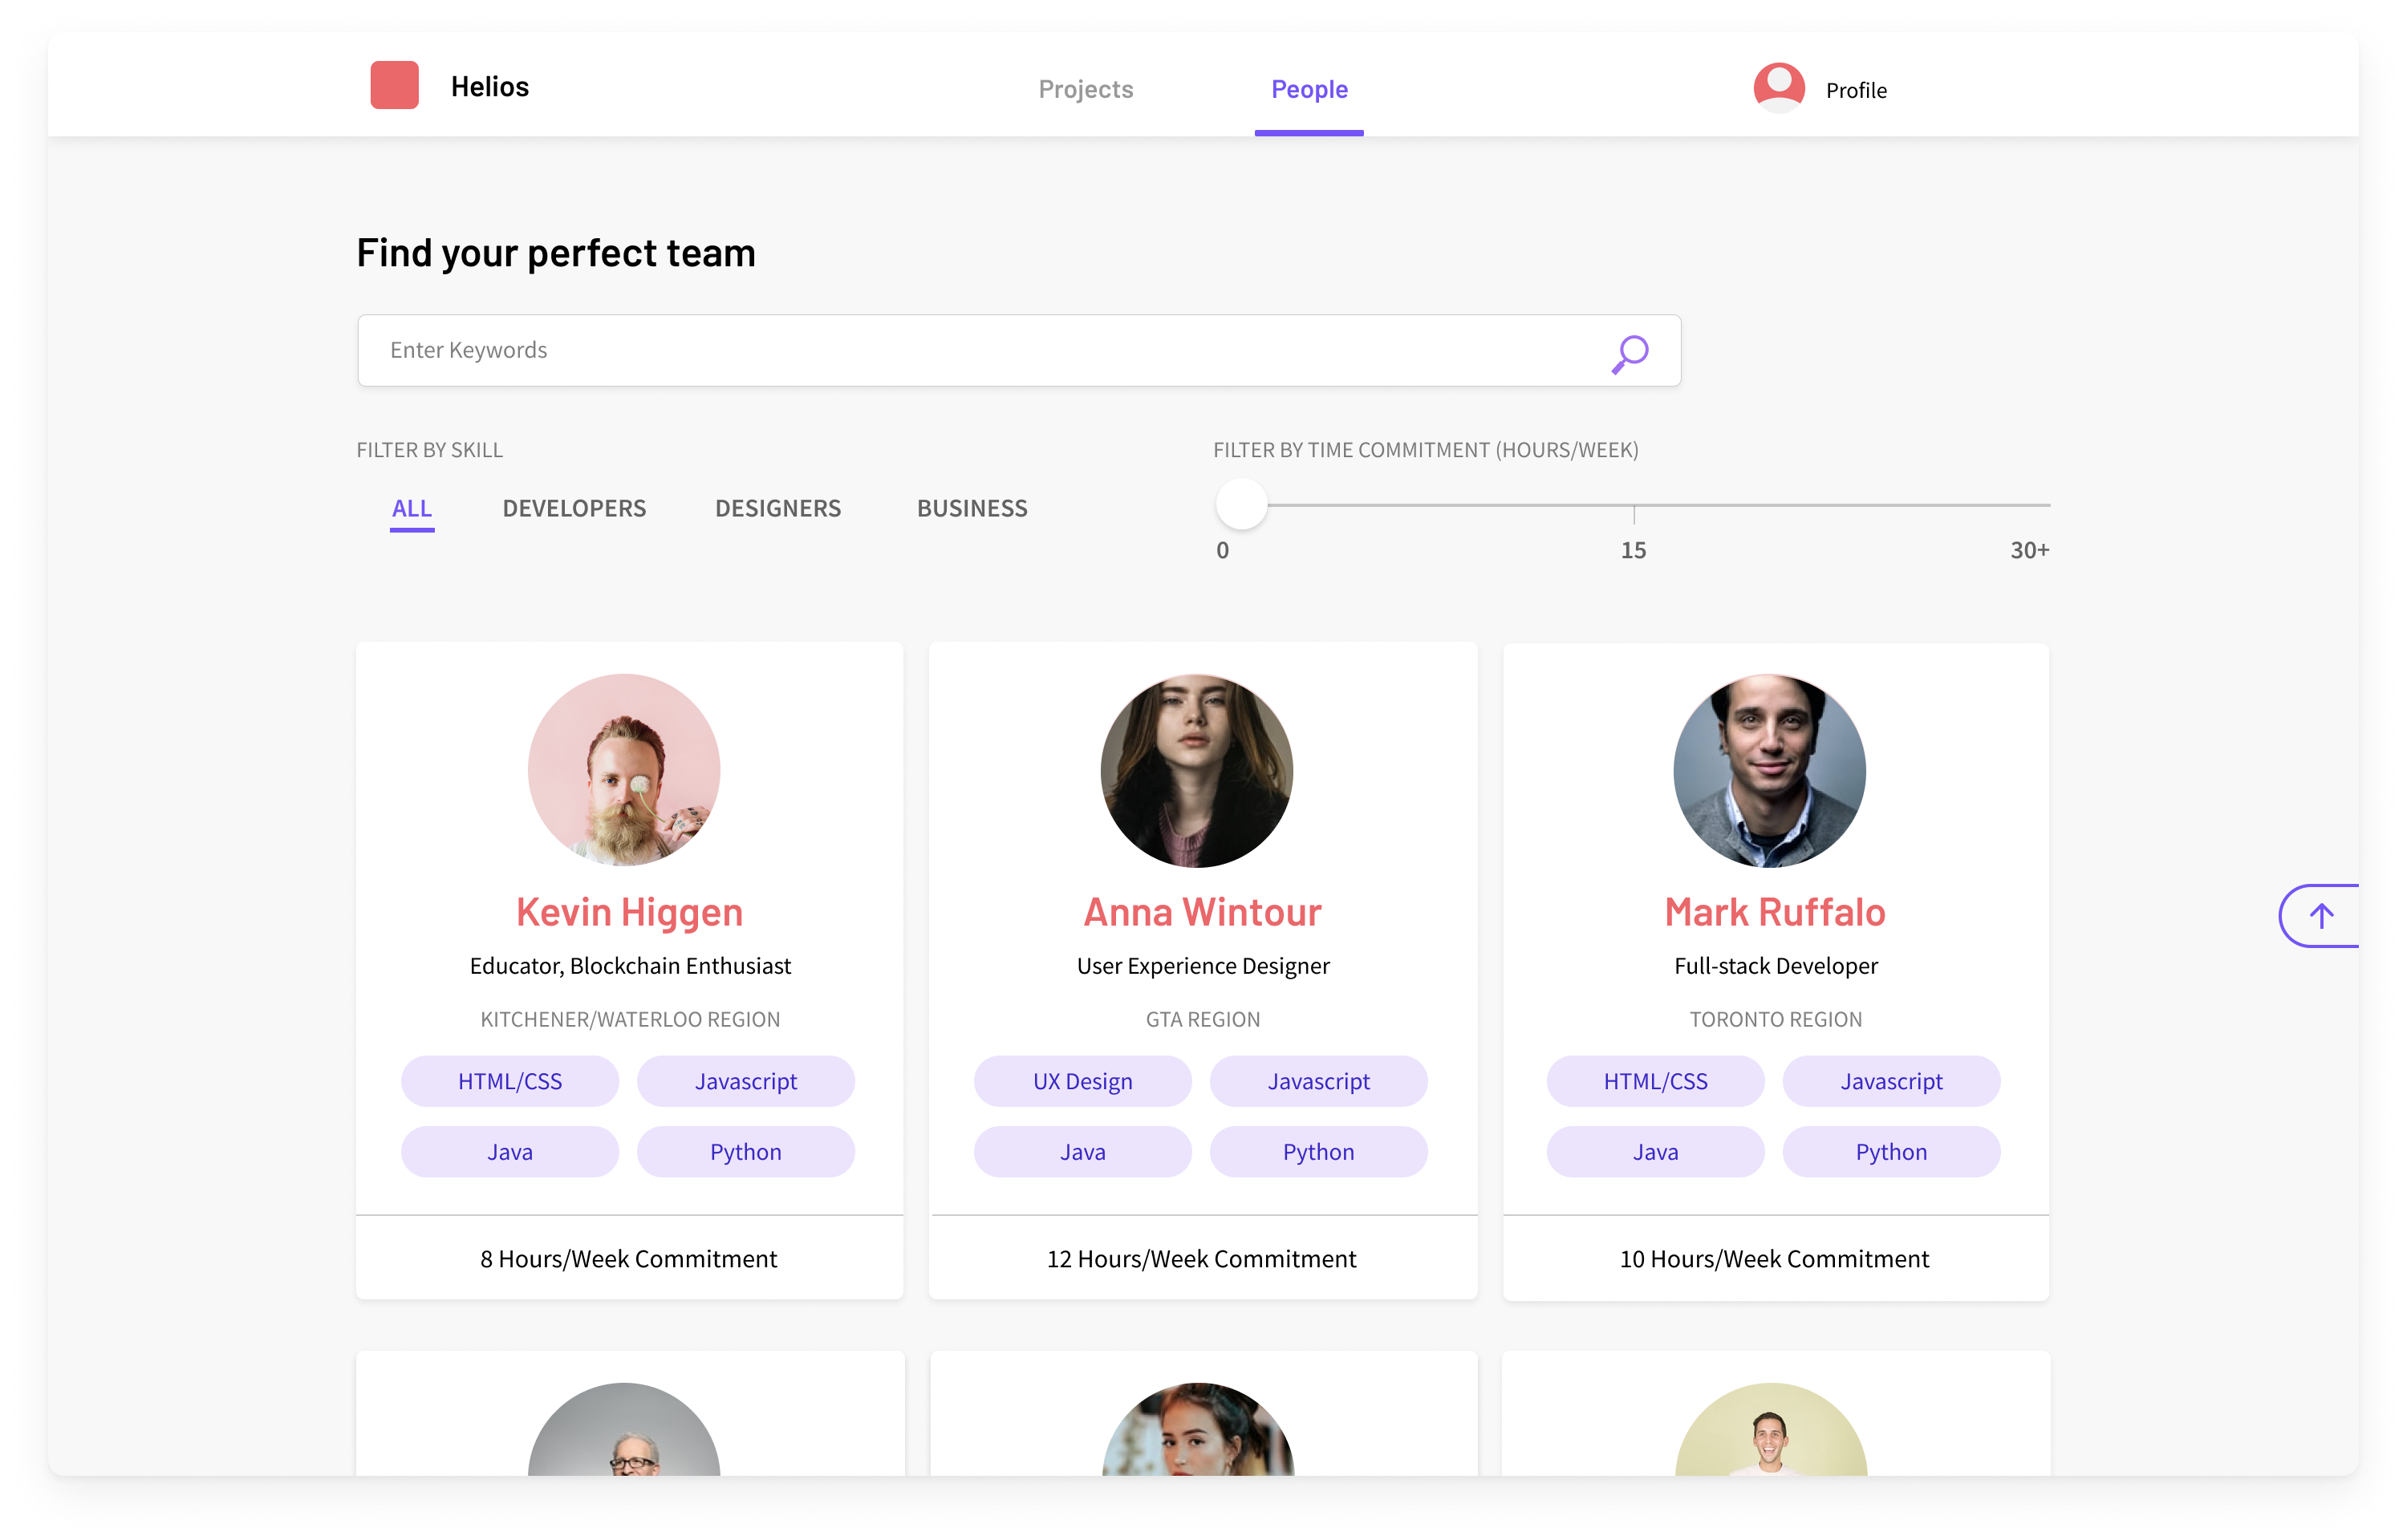 Helios
Projects
People
Profile
Find your perfect team
Enter Keywords
FILTER BY SKILL
FILTER BY TIME COMMITMENT (HOURS/WEEK)
ALL
DEVELOPERS
DESIGNERS
BUSINESS
0
15
30+
Kevin Higgen
Educator, Blockchain Enthusiast
KITCHENER/WATERLOO REGION
HTML/CSS
Javascript
Java
Python
8 Hours/Week Commitment
Anna Wintour
User Experience Designer
GTA REGION
UX Design
Javascript
Java
Python
12 Hours/Week Commitment
Mark Ruffalo
Full-stack Developer
TORONTO REGION
HTML/CSS
Javascript
Java
Python
10 Hours/Week Commitment